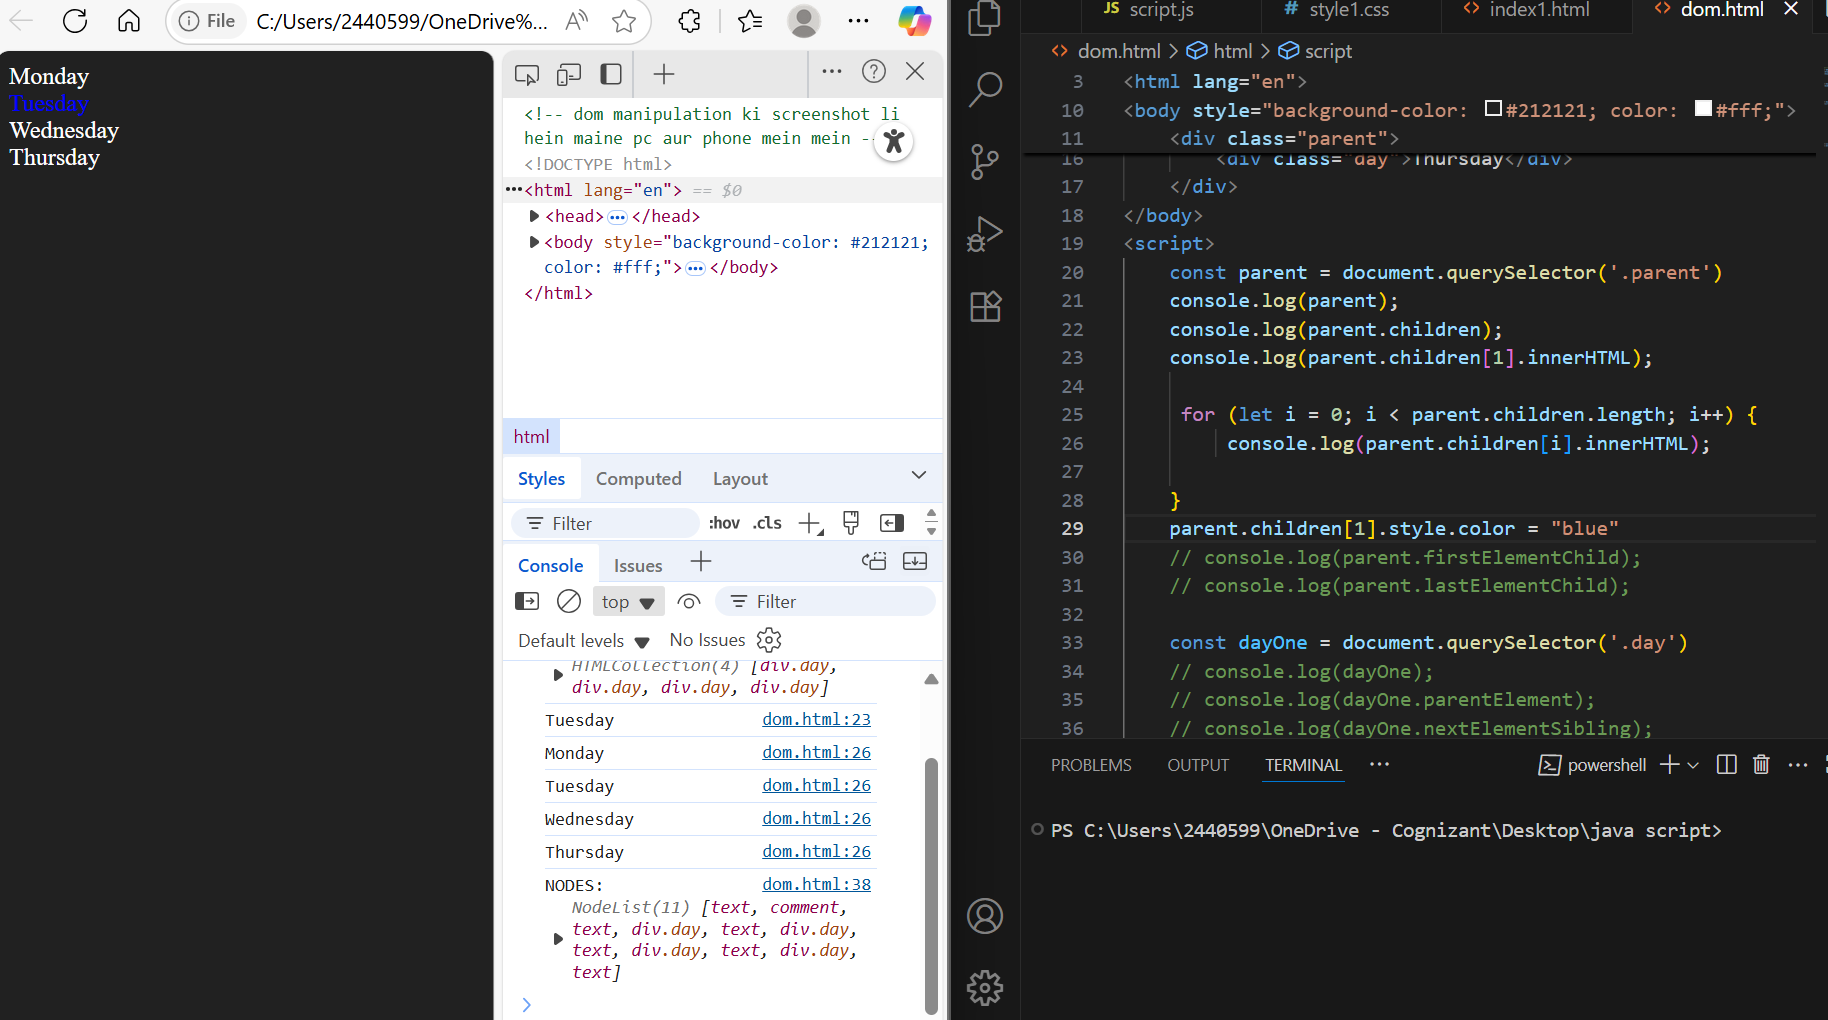 File C:/Users/2440599/OneDrive%...
Monday
Tuesday
Wednesday
Thursday
<!-- dom manipulation ki screenshot li
hein maine pc aur phone mein mein --
<!DOCTYPE html>
<html lang="en"> == $0
<head>…</head>
<body style="background-color: #212121;
color: #fff;">…</body>
</html>
html
Styles Computed Layout
Filter :hov .cls
Console Issues
top Filter
Default levels No Issues
HTMLCollection(4) [div.day,
div.day, div.day, div.day]
Tuesday dom.html:23
Monday dom.html:26
Tuesday dom.html:26
Wednesday dom.html:26
Thursday dom.html:26
NODES: dom.html:38
NodeList(11) [text, comment,
text, div.day, text, div.day,
text, div.day, text, div.day,
text]
JS script.js # style1.css <> index1.html <> dom.html
<> dom.html > html > script
3 <html lang="en">
10 <body style="background-color: #212121; color: #fff;">
11 <div class="parent">
16 <div class="day">Thursday</div>
17 </div>
18 </body>
19 <script>
20 const parent = document.querySelector('.parent')
21 console.log(parent);
22 console.log(parent.children);
23 console.log(parent.children[1].innerHTML);
24
25 for (let i = 0; i < parent.children.length; i++) {
26 console.log(parent.children[i].innerHTML);
27
28 }
29 parent.children[1].style.color = "blue"
30 // console.log(parent.firstElementChild);
31 // console.log(parent.lastElementChild);
32
33 const dayOne = document.querySelector('.day')
34 // console.log(dayOne);
35 // console.log(dayOne.parentElement);
36 // console.log(dayOne.nextElementSibling);
PROBLEMS OUTPUT TERMINAL ··· powershell
PS C:\Users\2440599\OneDrive - Cognizant\Desktop\java script>